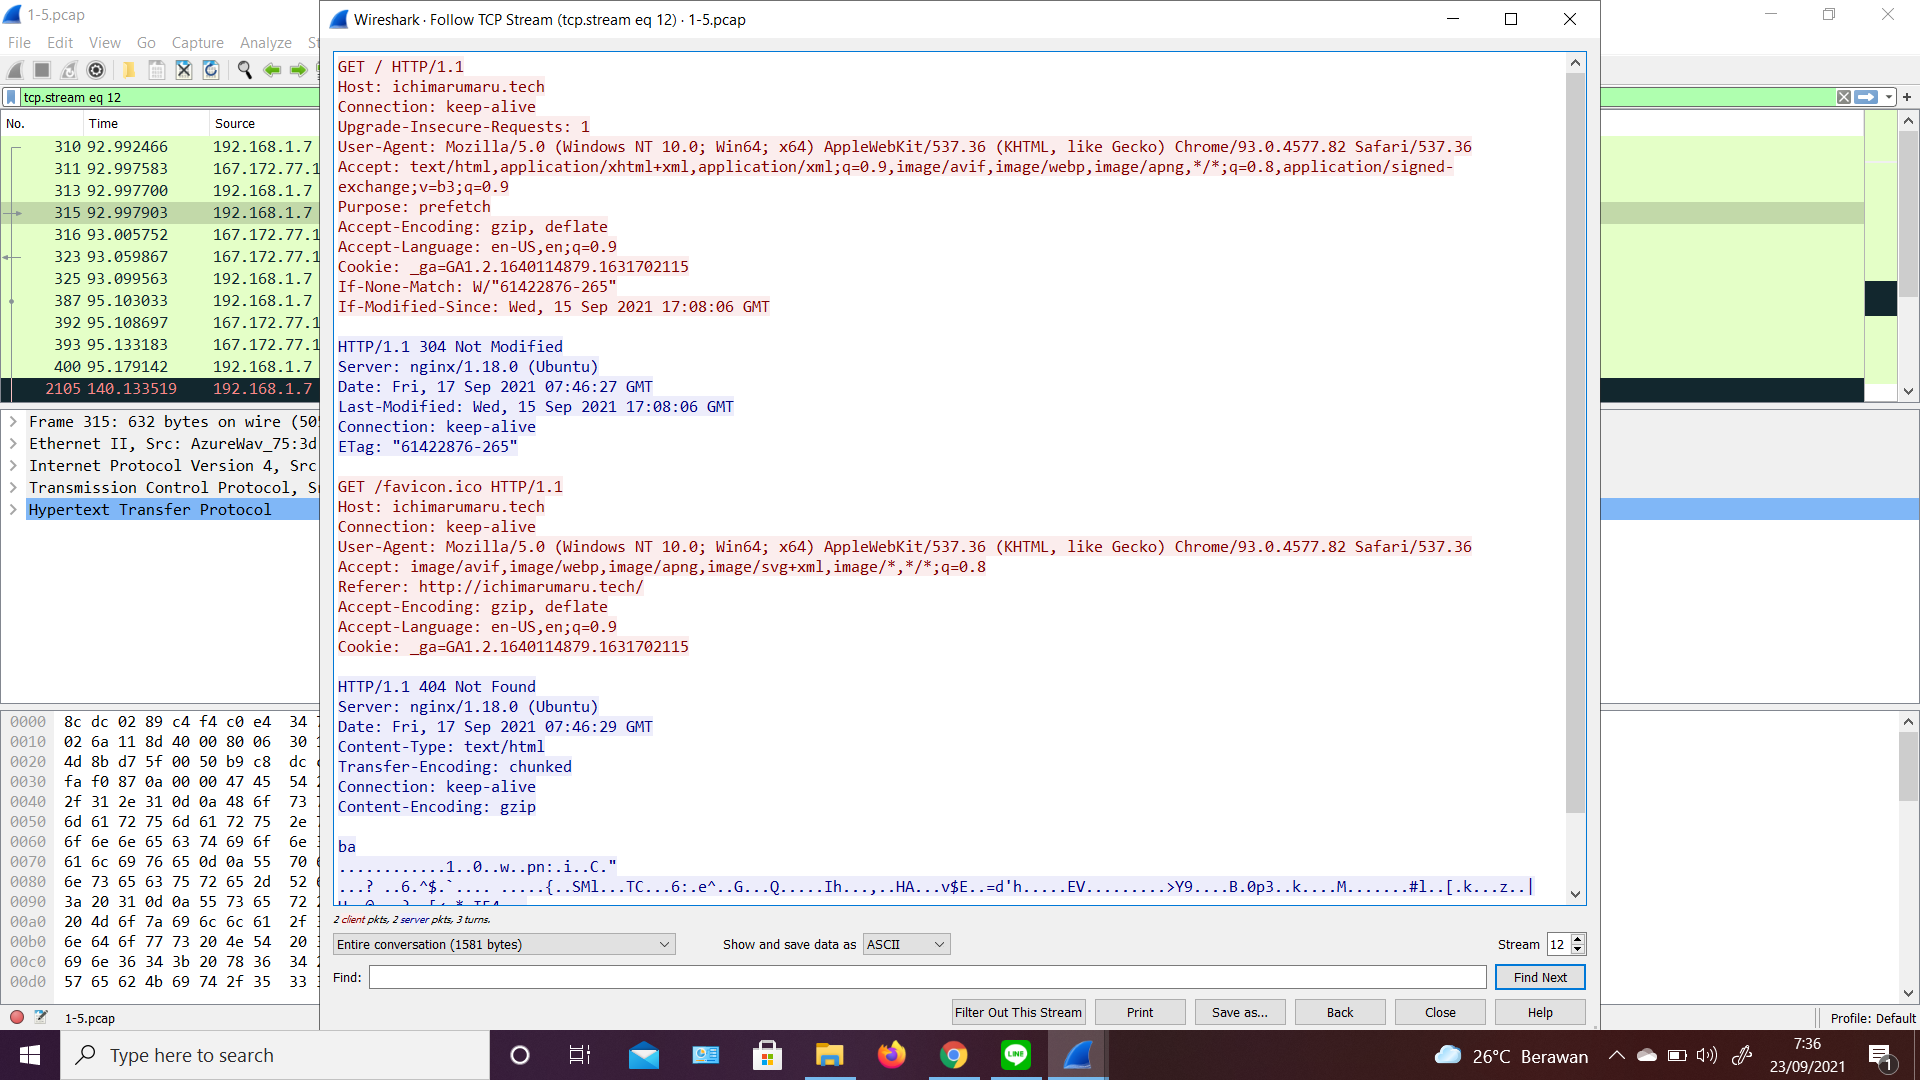 1-5.pcap
File Edit View Go Capture Analyze
tcp.stream eq 12
No. Time Source
310 92.992466 192.168.1.7
311 92.997583 167.172.77.1
313 92.997700 192.168.1.7
315 92.997903 192.168.1.7
316 93.005752 167.172.77.1
323 93.059867 167.172.77.1
325 93.099563 192.168.1.7
387 95.103033 192.168.1.7
392 95.108697 167.172.77.1
393 95.133183 167.172.77.1
400 95.179142 192.168.1.7
2105 140.133519 192.168.1.7
Frame 315: 632 bytes on wire (505
Ethernet II, Src: AzureWav_75:3d
Internet Protocol Version 4, Src
Transmission Control Protocol, S
Hypertext Transfer Protocol
0000 8c dc 02 89 c4 f4 c0 e4 34
0010 02 6a 11 8d 40 00 80 06 30
0020 4d 8b d7 5f 00 50 b9 c8 dc
0030 fa f0 87 0a 00 00 47 45 54
0040 2f 31 2e 31 0d 0a 48 6f 73
0050 6d 61 72 75 6d 61 72 75 2e
0060 6f 6e 6e 65 63 74 69 6f 6e
0070 61 6c 69 76 65 0d 0a 55 70
0080 6e 73 65 63 75 72 65 2d 52
0090 3a 20 31 0d 0a 55 73 65 72
00a0 20 4d 6f 7a 69 6c 6c 61 2f
00b0 6e 64 6f 77 73 20 4e 54 20
00c0 69 6e 36 34 3b 20 78 36 34
00d0 57 65 62 4b 69 74 2f 35 33
1-5.pcap
Wireshark · Follow TCP Stream (tcp.stream eq 12) · 1-5.pcap
GET / HTTP/1.1
Host: ichimarumaru.tech
Connection: keep-alive
Upgrade-Insecure-Requests: 1
User-Agent: Mozilla/5.0 (Windows NT 10.0; Win64; x64) AppleWebKit/537.36 (KHTML, like Gecko) Chrome/93.0.4577.82 Safari/537.36
Accept: text/html,application/xhtml+xml,application/xml;q=0.9,image/avif,image/webp,image/apng,*/*;q=0.8,application/signed-
exchange;v=b3;q=0.9
Purpose: prefetch
Accept-Encoding: gzip, deflate
Accept-Language: en-US,en;q=0.9
Cookie: _ga=GA1.2.1640114879.1631702115
If-None-Match: W/"61422876-265"
If-Modified-Since: Wed, 15 Sep 2021 17:08:06 GMT
HTTP/1.1 304 Not Modified
Server: nginx/1.18.0 (Ubuntu)
Date: Fri, 17 Sep 2021 07:46:27 GMT
Last-Modified: Wed, 15 Sep 2021 17:08:06 GMT
Connection: keep-alive
ETag: "61422876-265"
GET /favicon.ico HTTP/1.1
Host: ichimarumaru.tech
Connection: keep-alive
User-Agent: Mozilla/5.0 (Windows NT 10.0; Win64; x64) AppleWebKit/537.36 (KHTML, like Gecko) Chrome/93.0.4577.82 Safari/537.36
Accept: image/avif,image/webp,image/apng,image/svg+xml,image/*,*/*;q=0.8
Referer: http://ichimarumaru.tech/
Accept-Encoding: gzip, deflate
Accept-Language: en-US,en;q=0.9
Cookie: _ga=GA1.2.1640114879.1631702115
HTTP/1.1 404 Not Found
Server: nginx/1.18.0 (Ubuntu)
Date: Fri, 17 Sep 2021 07:46:29 GMT
Content-Type: text/html
Transfer-Encoding: chunked
Connection: keep-alive
Content-Encoding: gzip
ba
............1..0..w..pn:.i..C."
...? ..6.^$.`.... .....{..SMl...TC...6:.e^..G...Q.....Ih...,..HA...v$E..=d'h.....EV.........>Y9....B.0p3..k....M.......#l..[.k...z..|
2 client pkts, 2 server pkts, 3 turns.
Entire conversation (1581 bytes) Show and save data as ASCII Stream 12
Find: Find Next
Filter Out This Stream Print Save as... Back Close Help
Profile: Default
Type here to search
LINE
26°C Berawan
7:36
23/09/2021
1